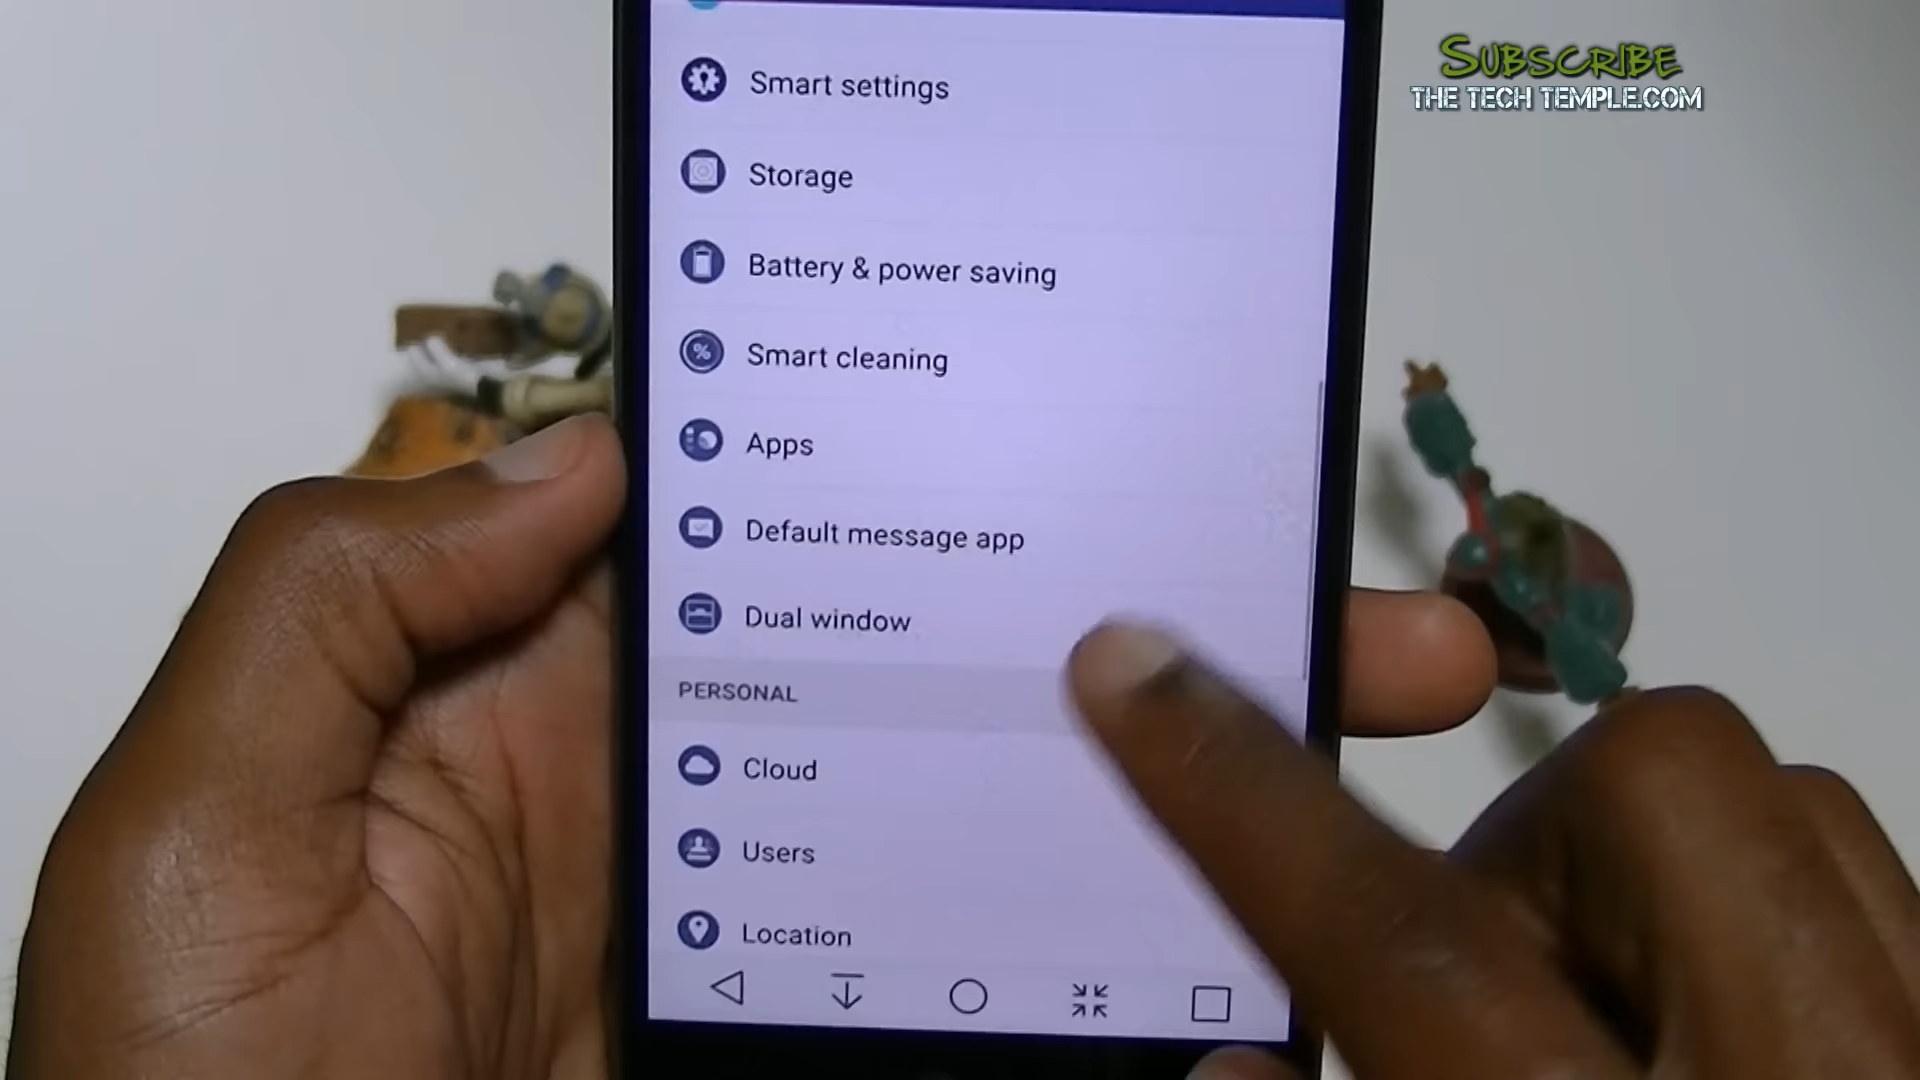 SUBSCRIBE
THE TECH TEMPLE.COM
Smart settings
Storage
Battery & power saving
Smart cleaning
Apps
Default message app
Dual window
PERSONAL
Cloud
Users
Location